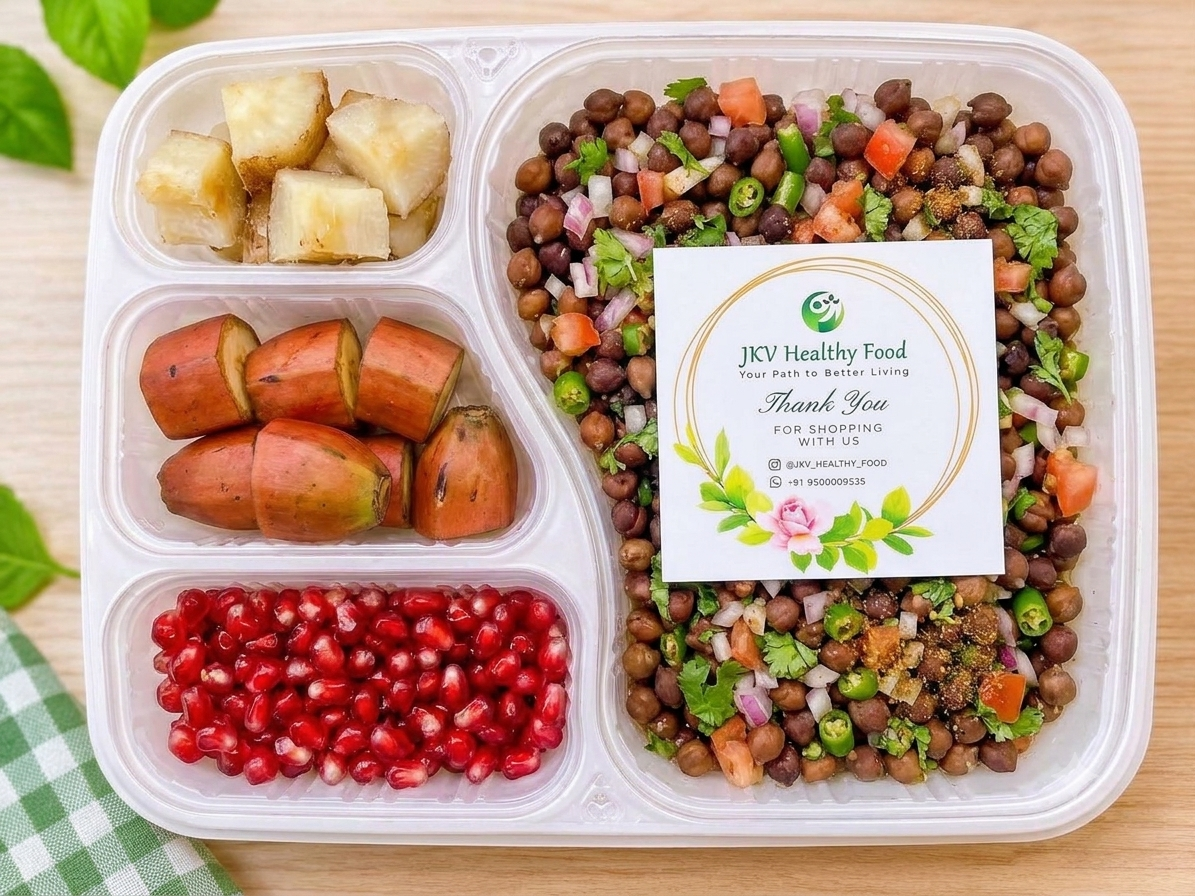 JKV Healthy Food
Your Path to Better Living
Thank You
FOR SHOPPING
WITH US
@JKV_HEALTHY_FOOD
+91 9500009535